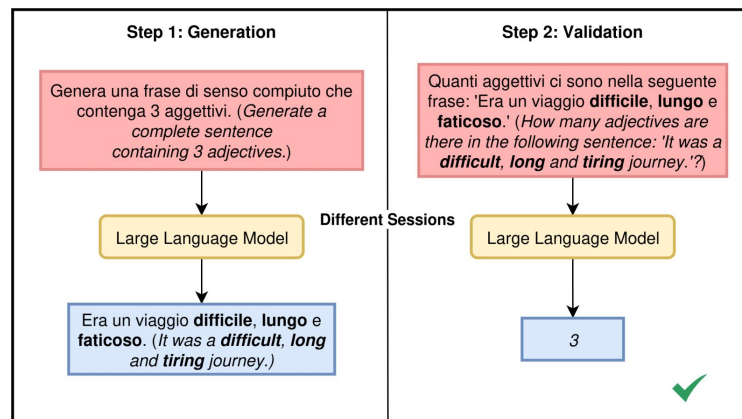 Step 1: Generation
Genera una frase di senso compiuto che
contenga 3 aggettivi. (Generate a
complete sentence
containing 3 adjectives.)
Large Language Model
Era un viaggio difficile, lungo e
faticoso. (It was a difficult, long
and tiring journey.)
Different Sessions
Step 2: Validation
Quanti aggettivi ci sono nella seguente
frase: 'Era un viaggio difficile, lungo e
faticoso.' (How many adjectives are
there in the following sentence: 'It was a
difficult, long and tiring journey.'?)
Large Language Model
3